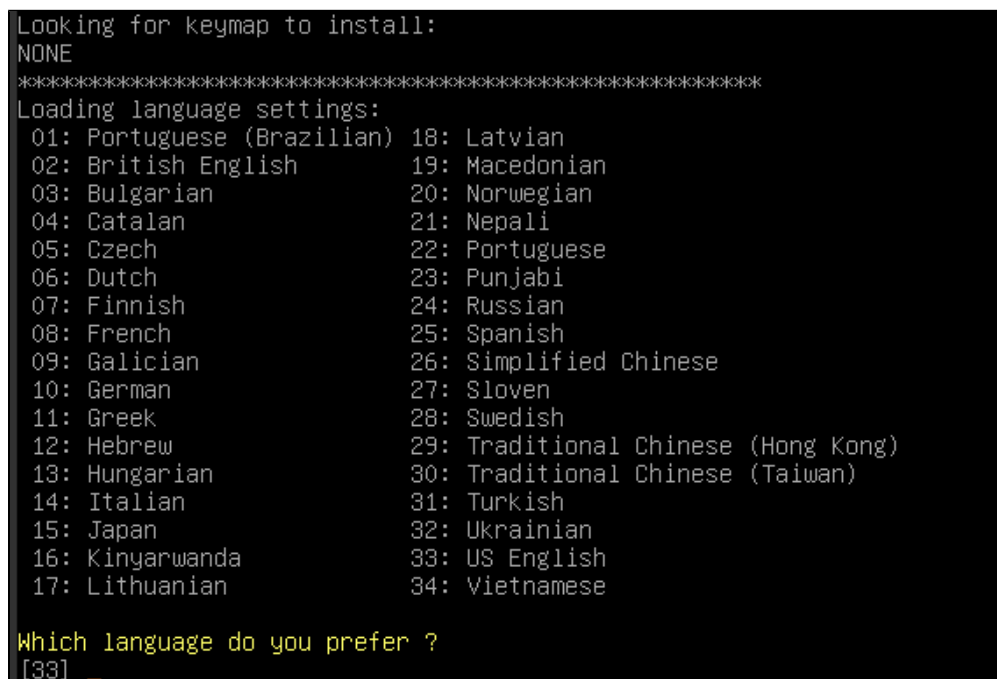 Looking for keymap to install:
NONE
*****************************************************
Loading language settings:
01: Portuguese (Brazilian) 18: Latvian
02: British English 19: Macedonian
03: Bulgarian 20: Norwegian
04: Catalan 21: Nepali
05: Czech 22: Portuguese
06: Dutch 23: Punjabi
07: Finnish 24: Russian
08: French 25: Spanish
09: Galician 26: Simplified Chinese
10: German 27: Sloven
11: Greek 28: Swedish
12: Hebrew 29: Traditional Chinese (Hong Kong)
13: Hungarian 30: Traditional Chinese (Taiwan)
14: Italian 31: Turkish
15: Japan 32: Ukrainian
16: Kinyarwanda 33: US English
17: Lithuanian 34: Vietnamese
Which language do you prefer ?
[33] _